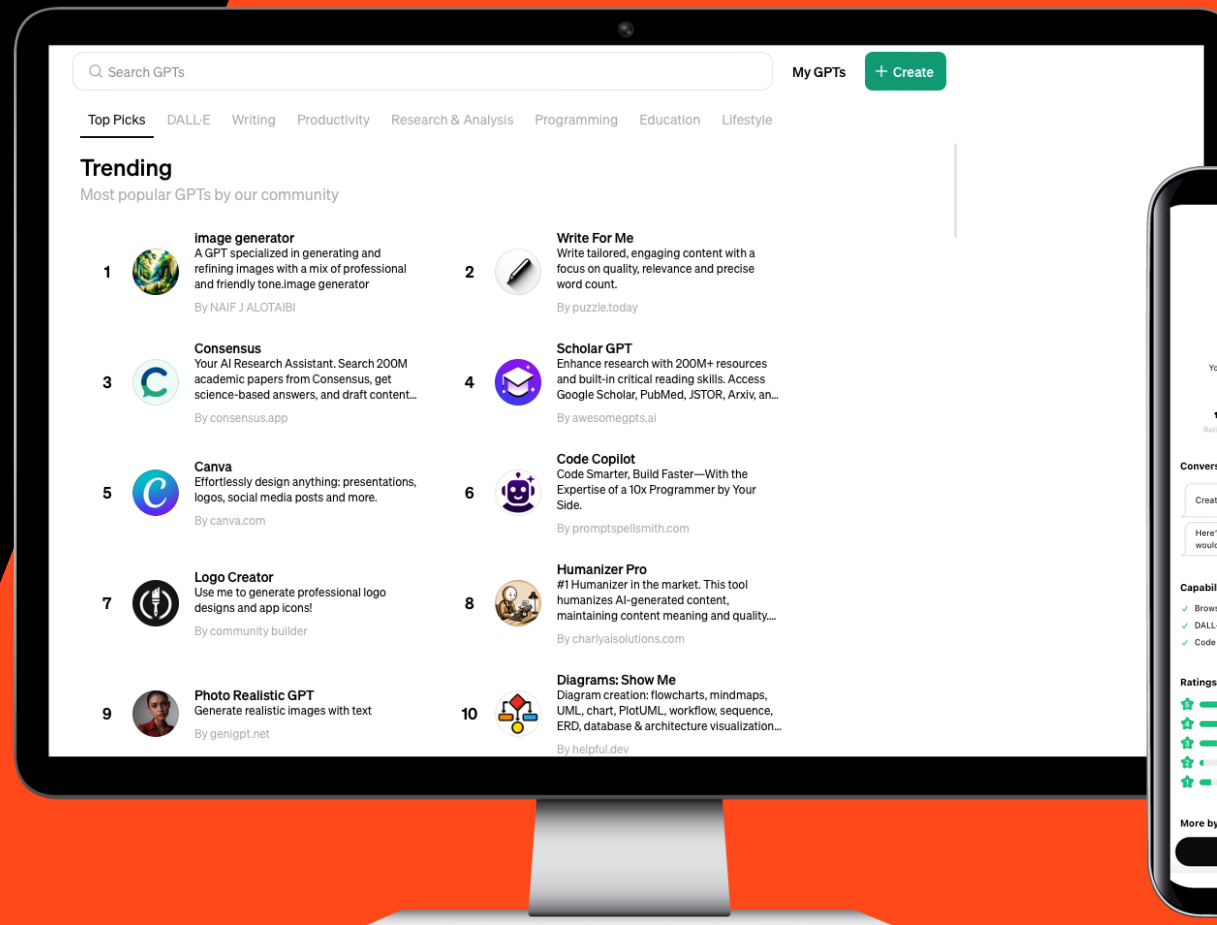 Search GPTs
My GPTs
+ Create
Top Picks DALL·E Writing Productivity Research & Analysis Programming Education Lifestyle
Trending
Most popular GPTs by our community
1
image generator
A GPT specialized in generating and
refining images with a mix of professional
and friendly tone.image generator
By NAIF J ALOTAIBI
2
Write For Me
Write tailored, engaging content with a
focus on quality, relevance and precise
word count.
By puzzle.today
3
Consensus
Your AI Research Assistant. Search 200M
academic papers from Consensus, get
science-based answers, and draft content...
By consensus.app
4
Scholar GPT
Enhance research with 200M+ resources
and built-in critical reading skills. Access
Google Scholar, PubMed, JSTOR, Arxiv, an...
By awesomegpts.ai
5
Canva
Effortlessly design anything: presentations,
logos, social media posts and more.
By canva.com
6
Code Copilot
Code Smarter, Build Faster—With the
Expertise of a 10x Programmer by Your
Side.
By promptspellsmith.com
7
Logo Creator
Use me to generate professional logo
designs and app icons!
By community builder
8
Humanizer Pro
#1 Humanizer in the market. This tool
humanizes AI-generated content,
maintaining content meaning and quality....
By charlyaisolutions.com
9
Photo Realistic GPT
Generate realistic images with text
By genigpt.net
10
Diagrams: Show Me
Diagram creation: flowcharts, mindmaps,
UML, chart, PlotUML, workflow, sequence,
ERD, database & architecture visualization...
By helpful.dev
Code
Ratings
5
4
3
2
1
More by